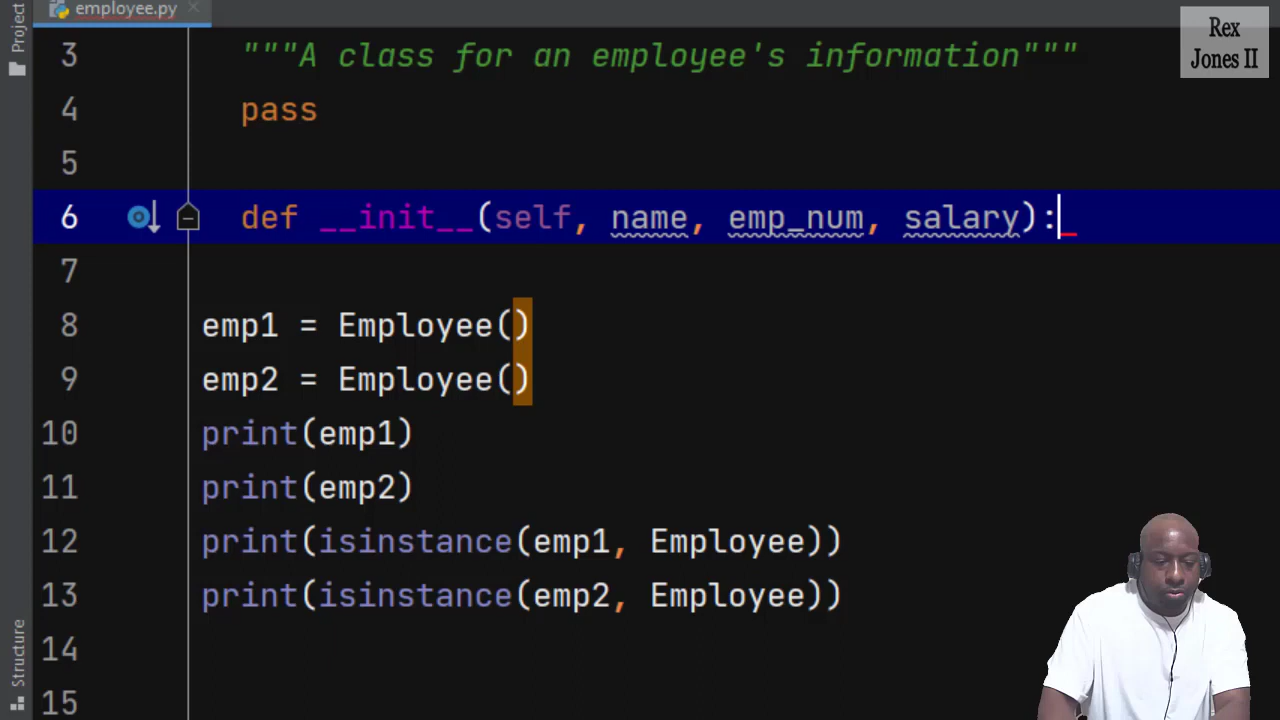 employee.py
Rex
Jones II
Project
3 """A class for an employee's information"""
4 pass
5
6 def __init__(self, name, emp_num, salary):
7
8 emp1 = Employee()
9 emp2 = Employee()
10 print(emp1)
11 print(emp2)
12 print(isinstance(emp1, Employee))
13 print(isinstance(emp2, Employee))
14
15
Structure